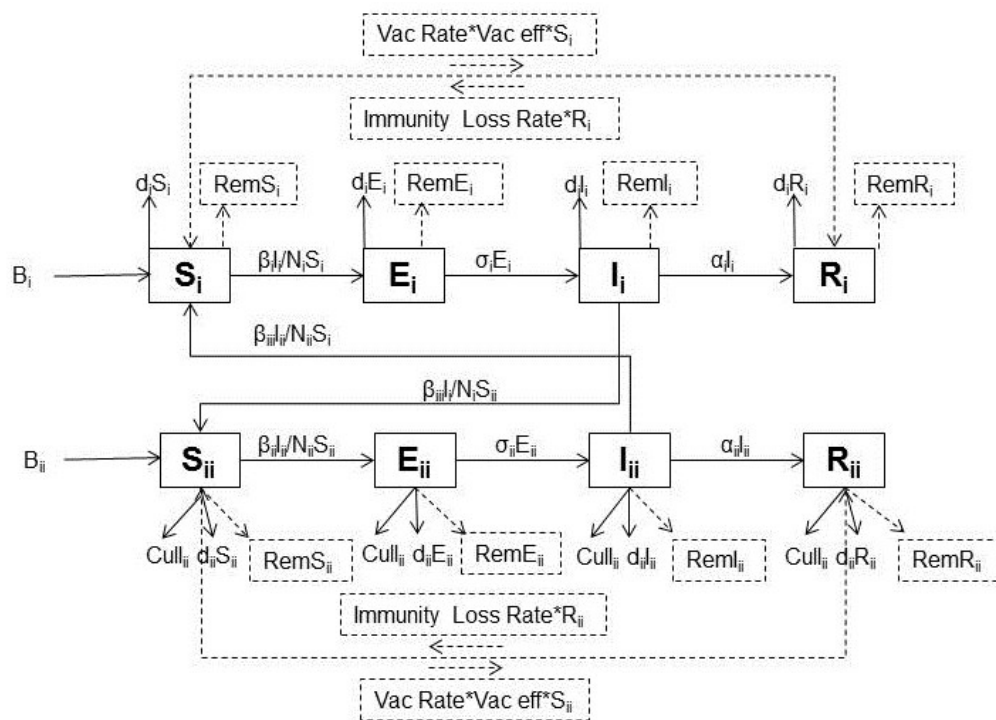 Vac Rate*Vac eff*Sᵢ
Immunity Loss Rate*Rᵢ
dᵢSᵢ RemSᵢ dᵢEᵢ RemEᵢ dᵢIᵢ RemIᵢ dᵢRᵢ RemRᵢ
Bᵢ Sᵢ βᵢIᵢ/NᵢSᵢ Eᵢ σᵢEᵢ Iᵢ αᵢIᵢ Rᵢ
βᵢᵢᵢIᵢᵢ/NᵢᵢSᵢ
βᵢᵢᵢIᵢ/NᵢSᵢᵢ
Bᵢᵢ Sᵢᵢ βᵢᵢIᵢᵢ/NᵢᵢSᵢᵢ Eᵢᵢ σᵢᵢEᵢᵢ Iᵢᵢ αᵢᵢIᵢᵢ Rᵢᵢ
Cullᵢᵢ dᵢᵢSᵢᵢ RemSᵢᵢ Cullᵢᵢ dᵢᵢEᵢᵢ RemEᵢᵢ Cullᵢᵢ dᵢᵢIᵢᵢ RemIᵢᵢ Cullᵢᵢ dᵢᵢRᵢᵢ RemRᵢᵢ
Immunity Loss Rate*Rᵢᵢ
Vac Rate*Vac eff*Sᵢᵢ